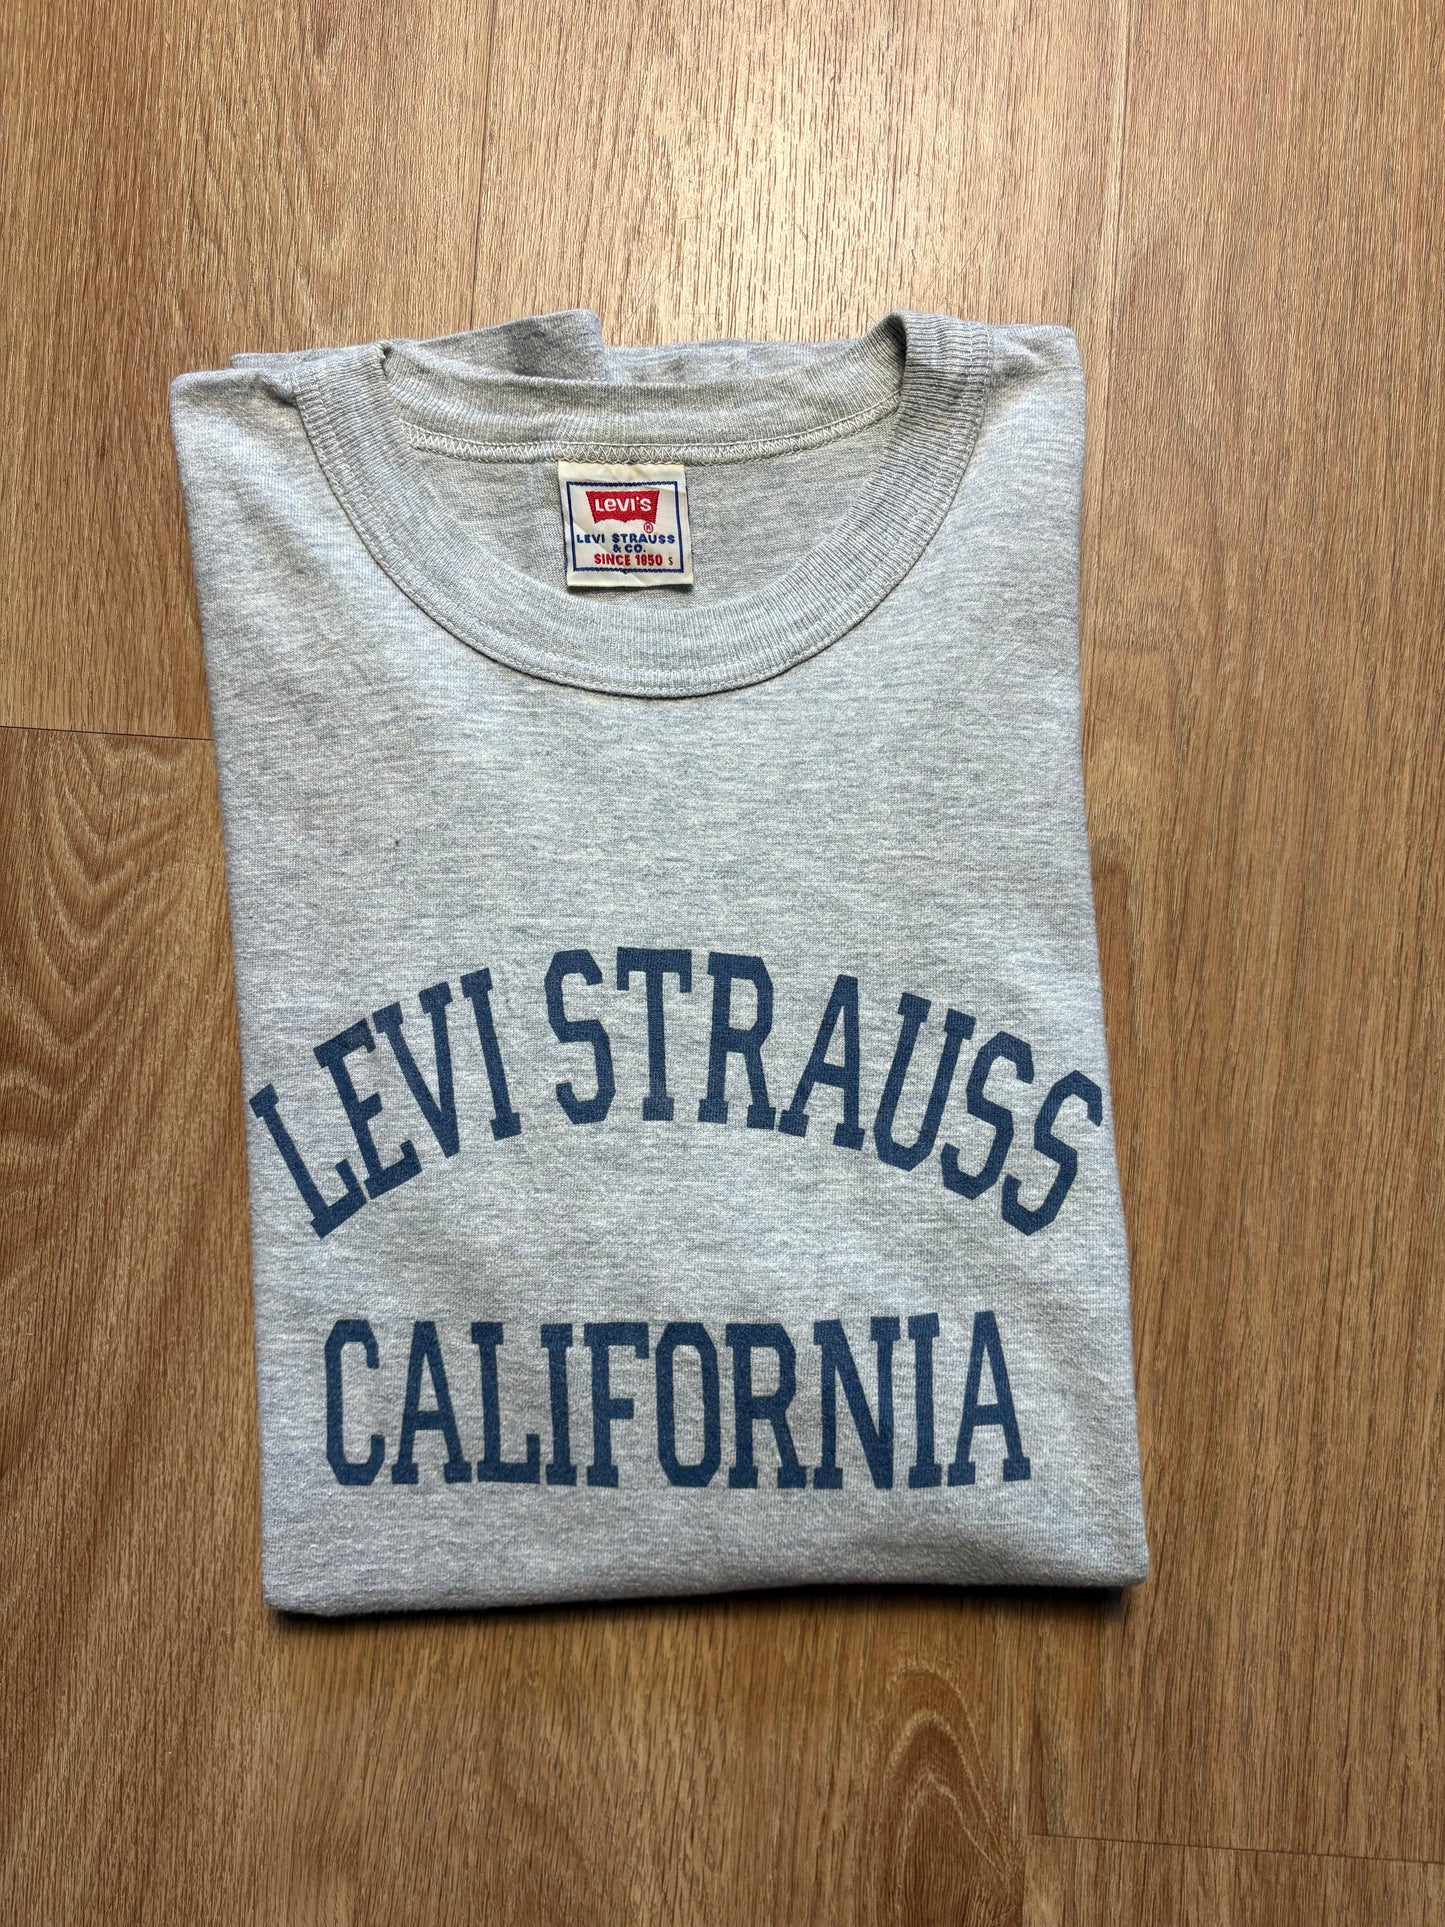 LEVI'S
®
LEVI STRAUSS
& CO.
SINCE 1850 S
LEVI STRAUSS
CALIFORNIA